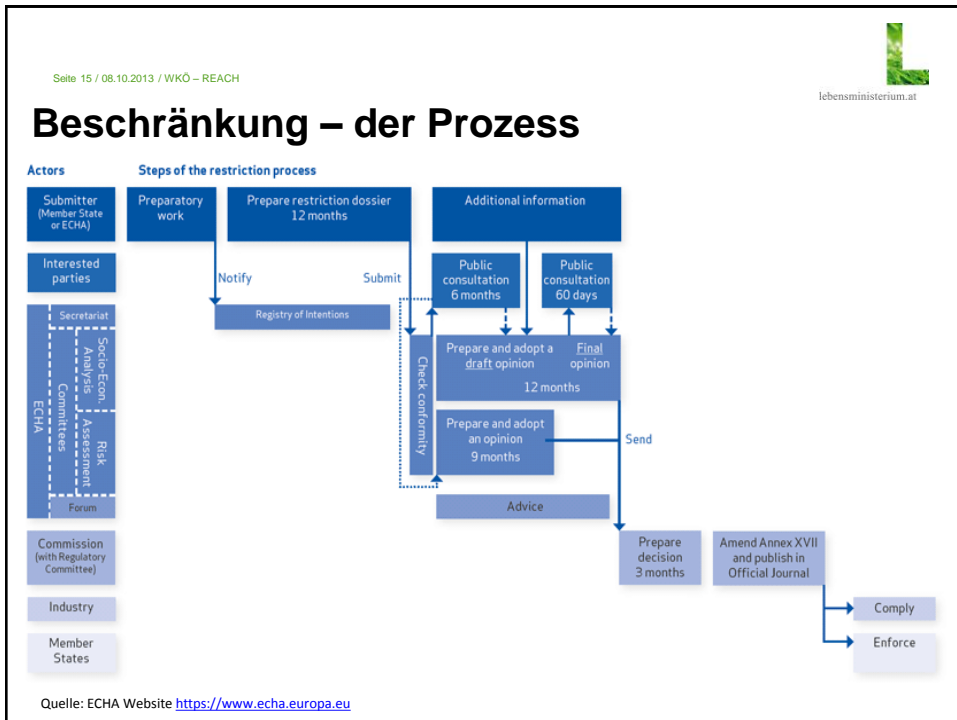 Seite 15 / 08.10.2013 / WKÖ – REACH
lebensministerium.at
Beschränkung – der Prozess
Actors
Steps of the restriction process
Submitter
(Member State
or ECHA)
Preparatory
work
Prepare restriction dossier
12 months
Additional information
Interested
parties
Notify
Submit
Public
consultation
6 months
Public
consultation
60 days
ECHA
Secretariat
Committees
Socio-Econ.
Analysis
Risk
Assessment
Forum
Registry of Intentions
Check conformity
Prepare and adopt a
draft opinion
Final
opinion
12 months
Prepare and adopt
an opinion
9 months
Send
Advice
Commission
(with Regulatory
Committee)
Prepare
decision
3 months
Amend Annex XVII
and publish in
Official Journal
Industry
Comply
Member
States
Enforce
Quelle: ECHA Website https://www.echa.europa.eu